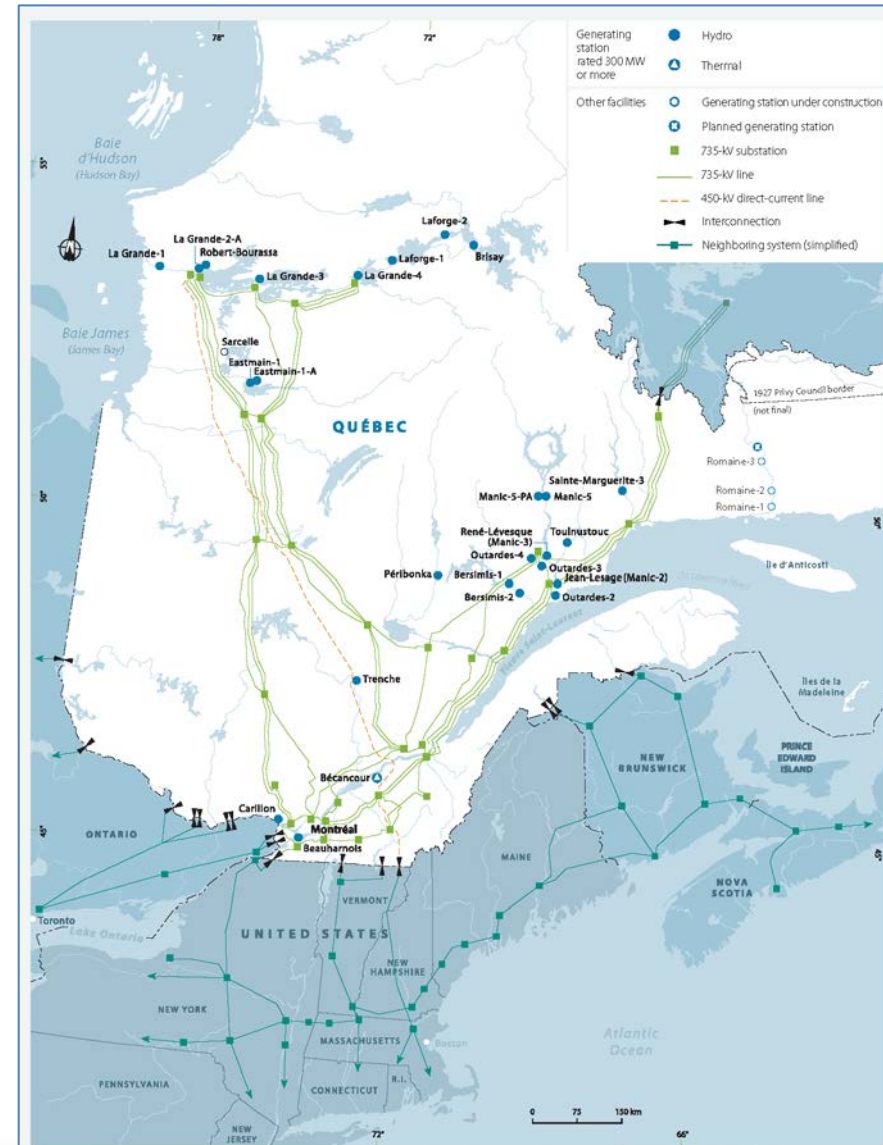 78°
72°
Generating
station
rated 300 MW
or more
Hydro
Thermal
Other facilities
Generating station under construction
Planned generating station
735-kV substation
735-kV line
450-kV direct-current line
Interconnection
Neighboring system (simplified)
Baie
d'Hudson
(Hudson Bay)
55°
Laforge-2
La Grande-2-A
Robert-Bourassa
La Grande-1
Laforge-1
Brisay
La Grande-3
La Grande-4
Baie James
(James Bay)
Sarcelle
Eastmain-1
Eastmain-1-A
1927 Privy Council border
(not final)
QUÉBEC
Romaine-3
Sainte-Marguerite-3
Manic-5-PA
Manic-5
Romaine-2
Romaine-1
50°
50°
René-Lévesque
(Manic-3)
Toulnustouc
Outardes-4
Outardes-3
Île d'Anticosti
Péribonka
Bersimis-1
Jean-Lesage (Manic-2)
Bersimis-2
Outardes-2
Fleuve Saint-Laurent
Trenche
Îles de la
Madeleine
NEW
BRUNSWICK
PRINCE
EDWARD
ISLAND
Bécancour
Carillon
Montréal
45°
ONTARIO
Beauharnois
MAINE
45°
VERMONT
NOVA
SCOTIA
Toronto
Lake Ontario
UNITED STATES
NEW
HAMPSHIRE
NEW YORK
MASSACHUSETTS
Boston
Atlantic
Ocean
PENNSYLVANIA
CONNECTICUT
R.I.
NEW
JERSEY
0 75 150 km
72°
66°